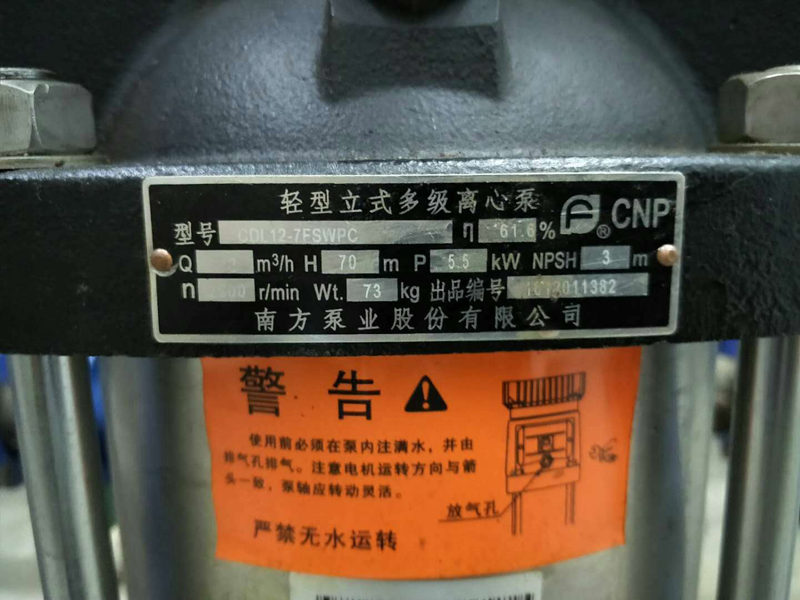 轻型立式多级离心泵
型号 CDL12-7FSWPC η 61.6% ® CNP
Q m³/h H 70 m P 5.5 kW NPSH 3 m
n r/min Wt. 73 kg 出品编号
南方泵业股份有限公司
警告
使用前必须在泵内注满水，并由
排气孔排气。注意电机运转方向与箭
头一致，泵轴应转动灵活。
放气孔
严禁无水运转